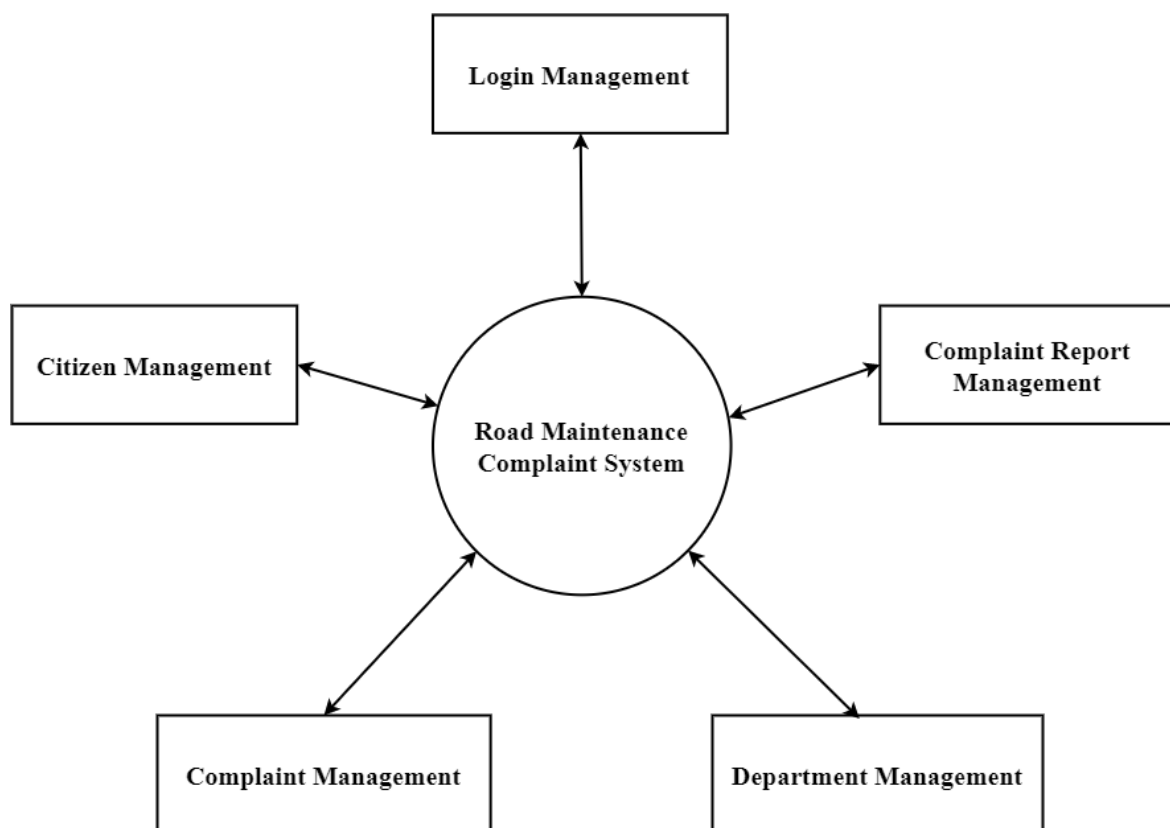 Login Management
Citizen Management
Complaint Report
Management
Road Maintenance
Complaint System
Complaint Management
Department Management